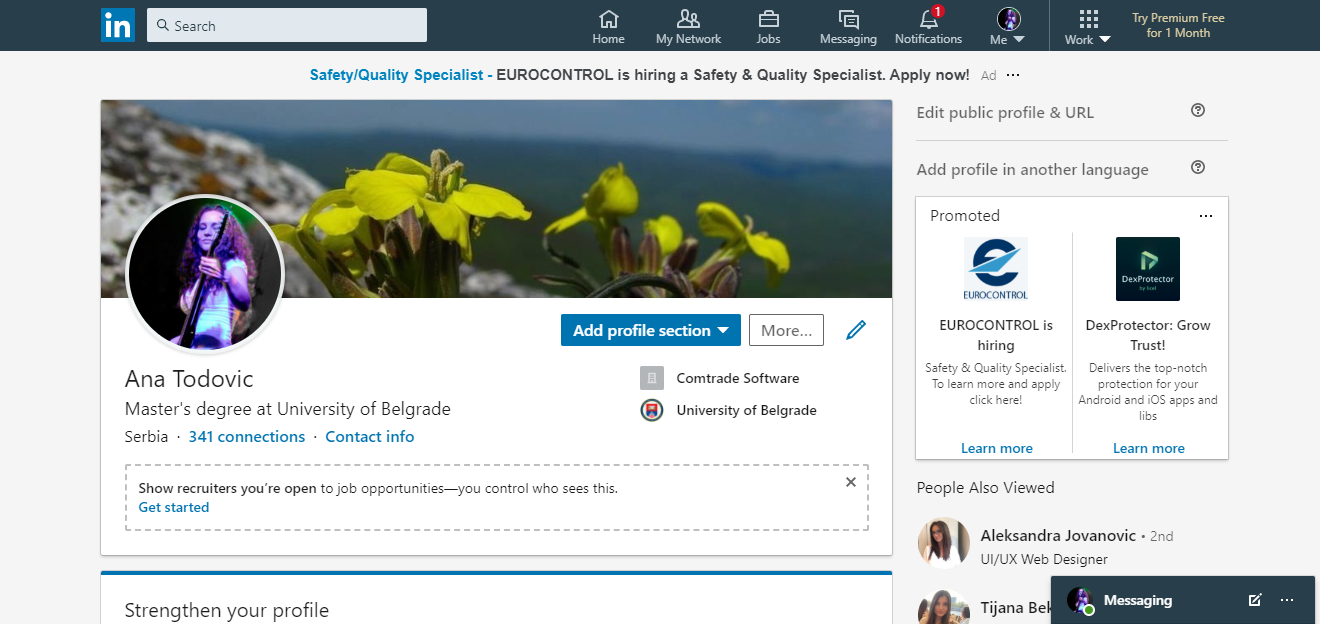 in
Search
Home
My Network
Jobs
Messaging
1
Notifications
Me
Work
Try Premium Free
for 1 Month
Safety/Quality Specialist - EUROCONTROL is hiring a Safety & Quality Specialist. Apply now! Ad ···
Edit public profile & URL
Add profile in another language
Promoted
EUROCONTROL
EUROCONTROL is
hiring
Safety & Quality Specialist.
To learn more and apply
click here!
Learn more
DexProtector
by licel
DexProtector: Grow
Trust!
Delivers the top-notch
protection for your
Android and iOS apps and
libs
Learn more
Add profile section
More...
Ana Todovic
Master's degree at University of Belgrade
Serbia · 341 connections · Contact info
Comtrade Software
University of Belgrade
Show recruiters you’re open to job opportunities—you control who sees this.
Get started
Strengthen your profile
People Also Viewed
Aleksandra Jovanovic • 2nd
UI/UX Web Designer
Tijana
Messaging